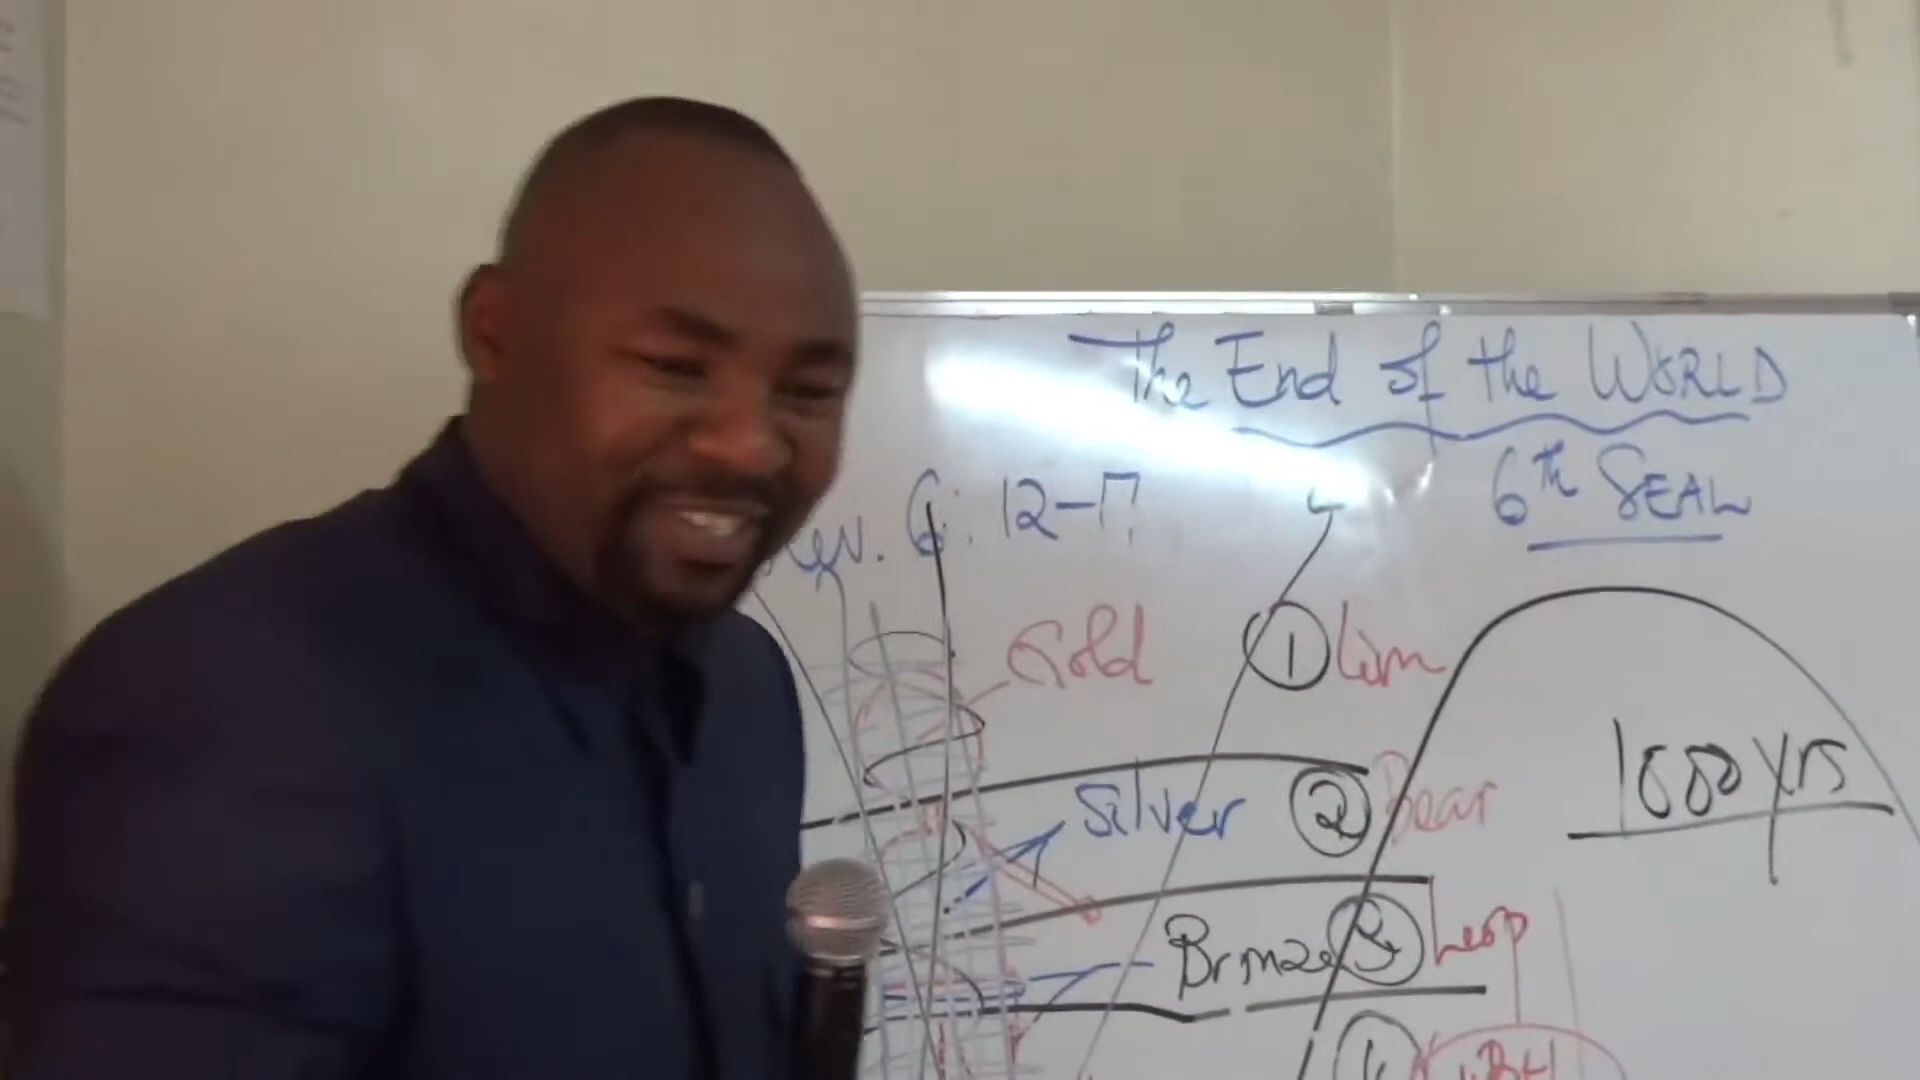 The End of the WORLD
6th SEAL
Rev. 6: 12-17
Gold ① Lion
1000 yrs
Silver ② Bear
Bronze ③ Leop
④